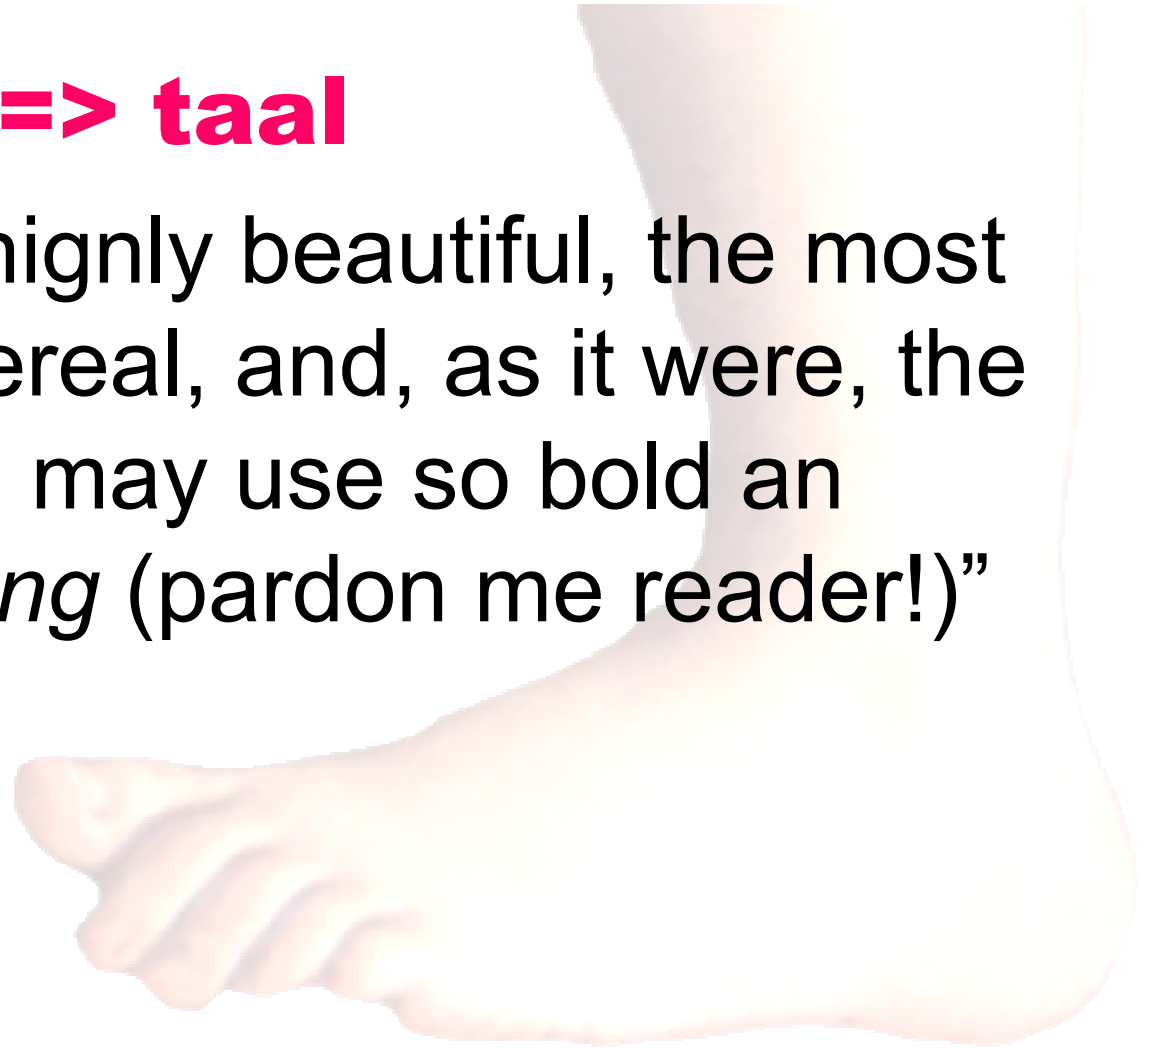 => taal
nignly beautiful, the most
ereal, and, as it were, the
may use so bold an
ng (pardon me reader!)”